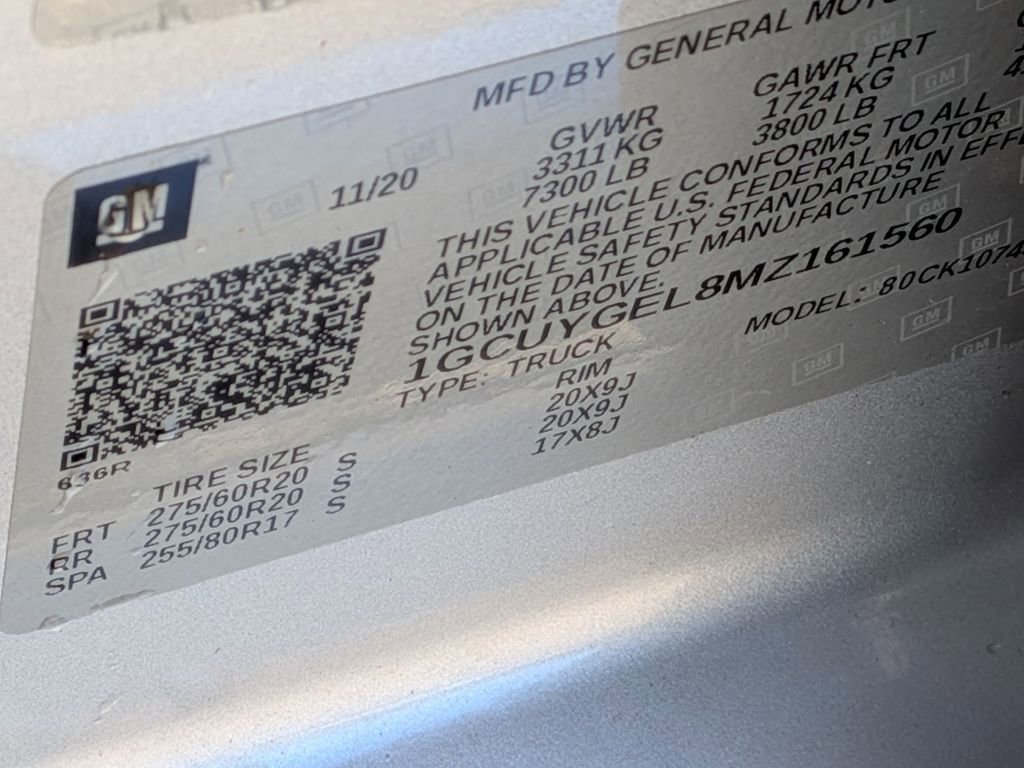 MFD BY GENERAL
GM
11/20
GVWR
3311 KG
7300 LB
GAWR FRT
1724 KG
3800 LB
THIS VEHICLE CONFORMS TO ALL
APPLICABLE U.S. FEDERAL MOTOR
VEHICLE SAFETY STANDARDS IN
ON THE DATE OF MANUFACTURE
SHOWN ABOVE.
1GCUYGEL8MZ161560
TYPE: TRUCK
MODEL: 80CK1074
636R
TIRE SIZE RIM
FRT 275/60R20 S 20X9J
RR 275/60R20 S 20X9J
SPA 255/80R17 S 17X8J